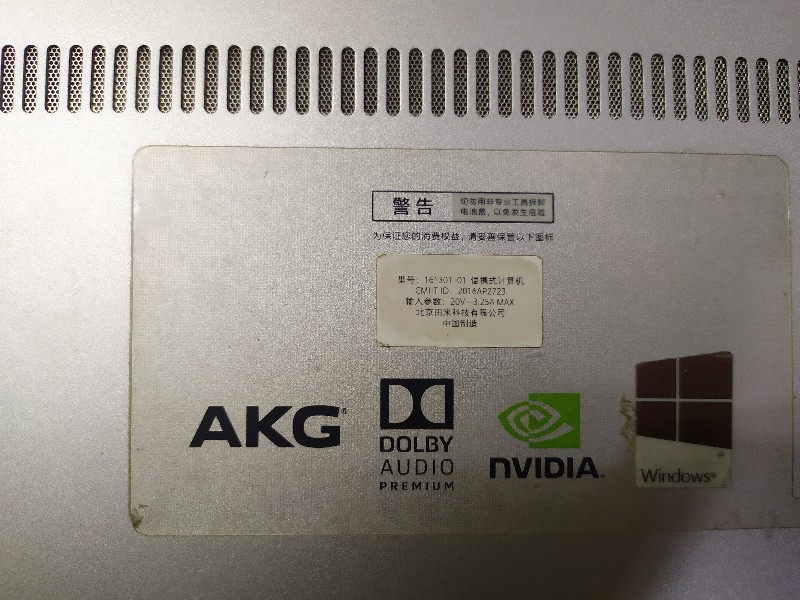 警告
切勿用非专业工具拆卸
电池盖，以免发生危险
为保证您的消费权益，请妥善保管以下图标
型号：161301-01 便携式计算机
CMIIT ID：2016AP2723
输入参数：20V⎓3.25A MAX
北京田米科技有限公司
中国制造
AKG®
DOLBY
AUDIO
PREMIUM
NVIDIA®
Windows®